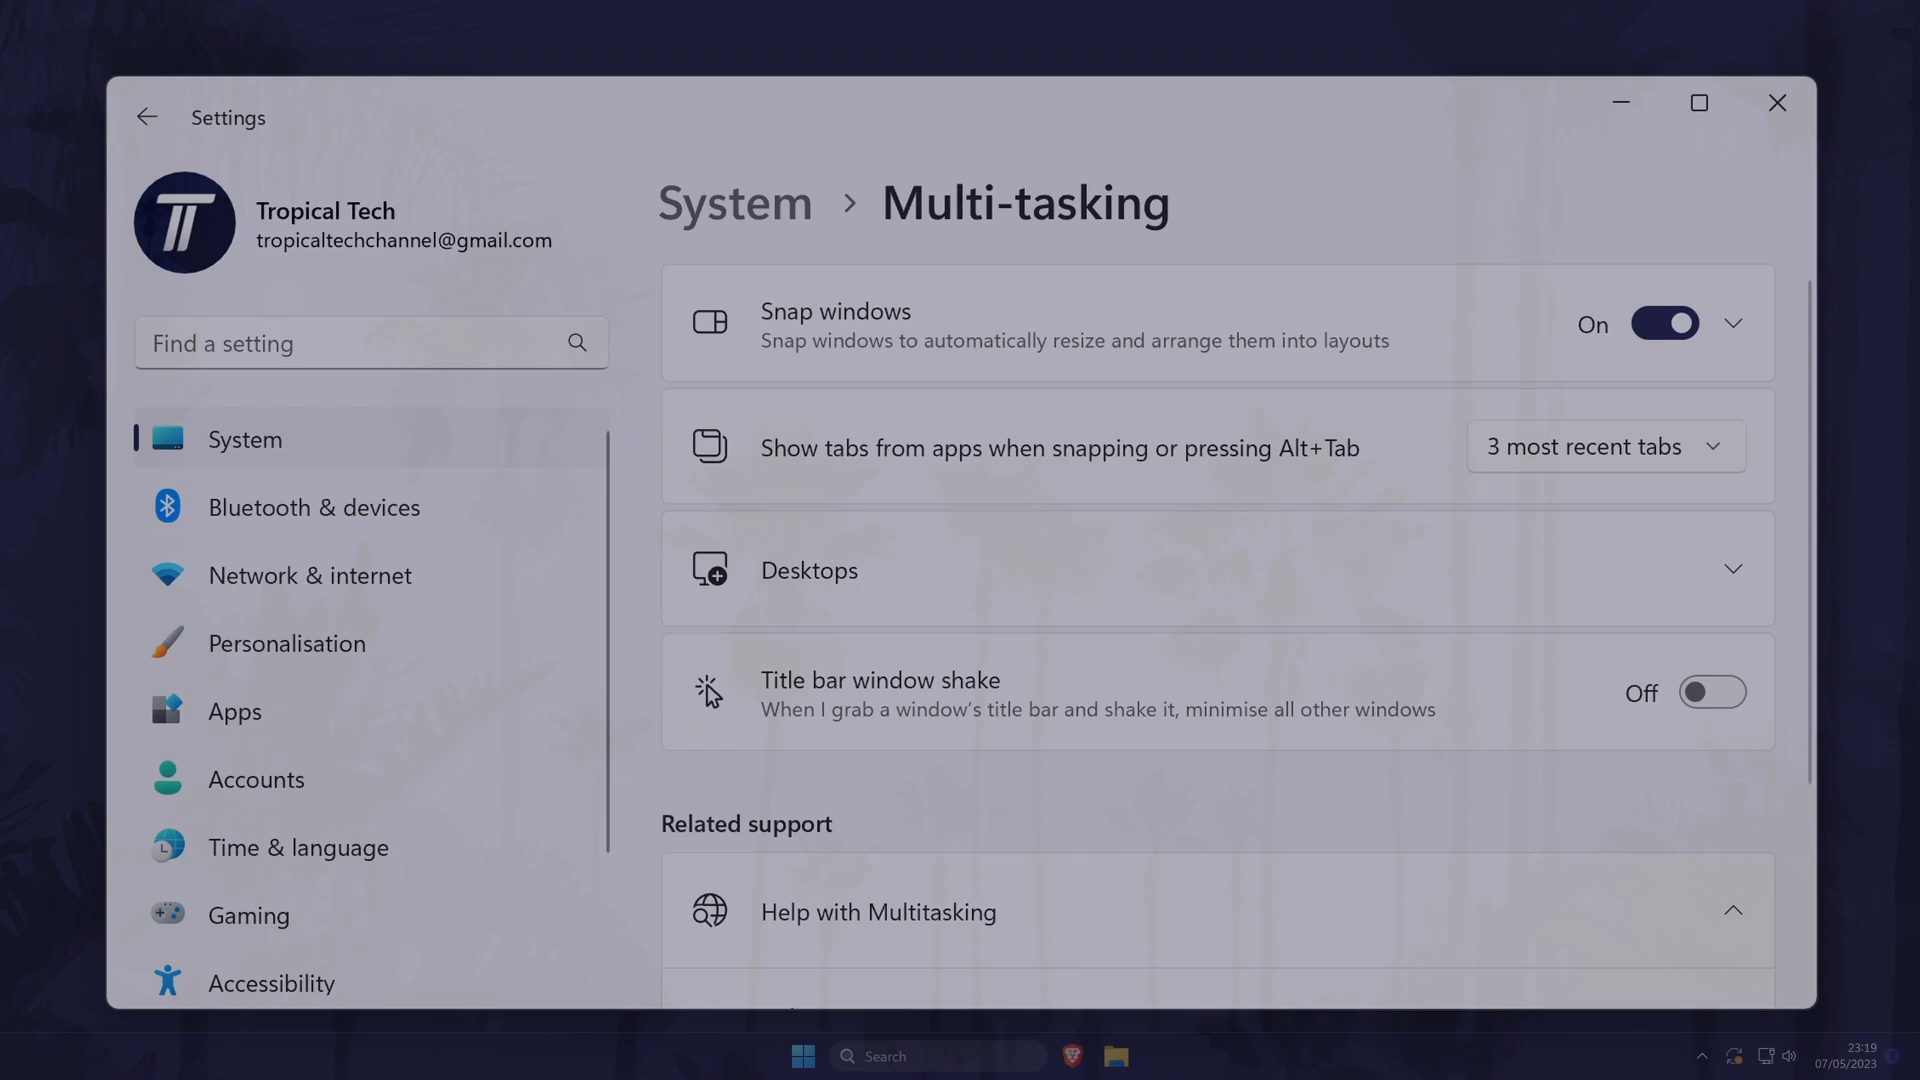 Settings
Tropical Tech
tropicaltechchannel@gmail.com
Find a setting
System
Bluetooth & devices
Network & internet
Personalisation
Apps
Accounts
Time & language
Gaming
Accessibility
System > Multi-tasking
Snap windows
Snap windows to automatically resize and arrange them into layouts
On
Show tabs from apps when snapping or pressing Alt+Tab
3 most recent tabs
Desktops
Title bar window shake
When I grab a window’s title bar and shake it, minimise all other windows
Off
Related support
Help with Multitasking
Search
23:19
07/05/2023